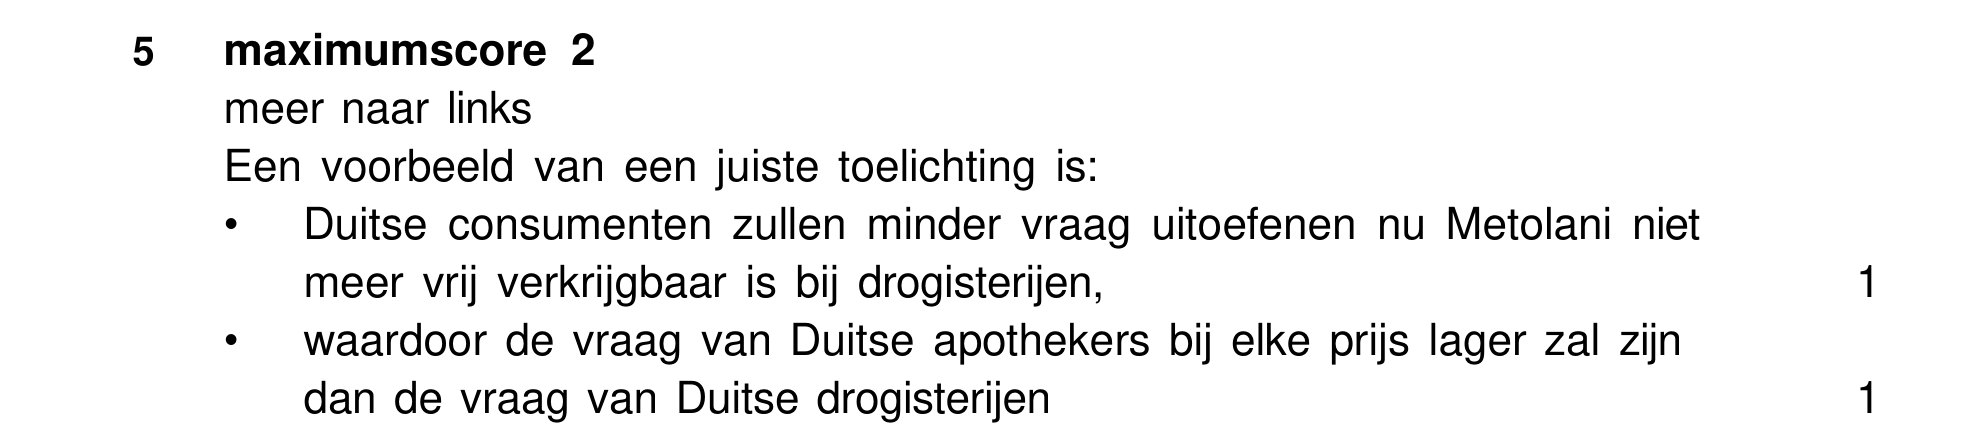 5 maximumscore 2
meer naar links
Een voorbeeld van een juiste toelichting is:
• Duitse consumenten zullen minder vraag uitoefenen nu Metolani niet
meer vrij verkrijgbaar is bij drogisterijen, 1
• waardoor de vraag van Duitse apothekers bij elke prijs lager zal zijn
dan de vraag van Duitse drogisterijen 1